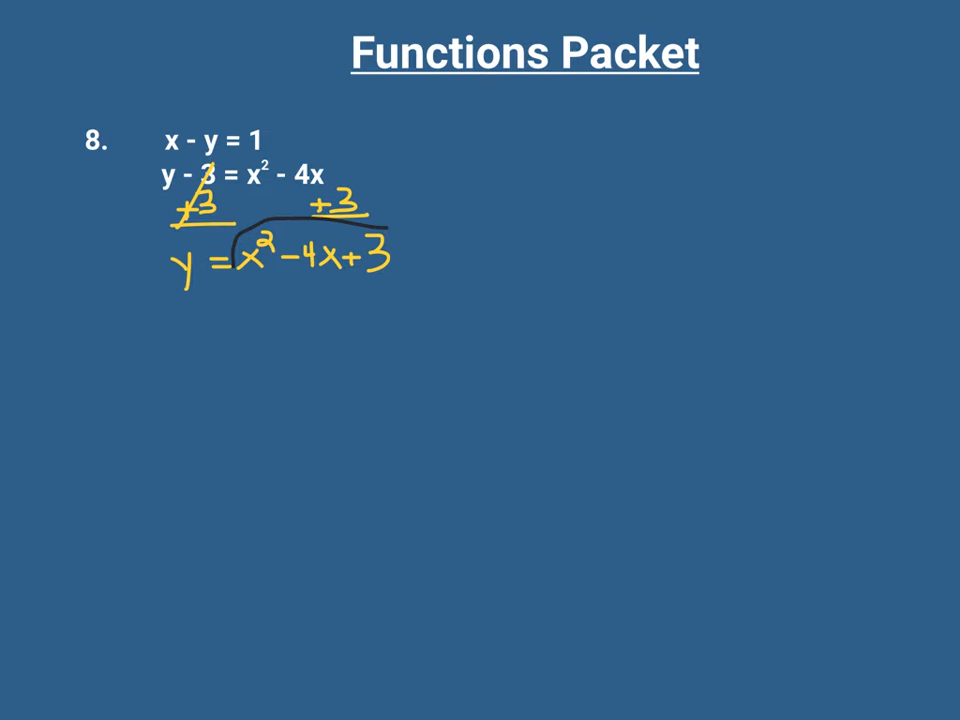 Functions Packet
8. x - y = 1
y - 3 = x² - 4x
+3 +3
y = x² - 4x + 3